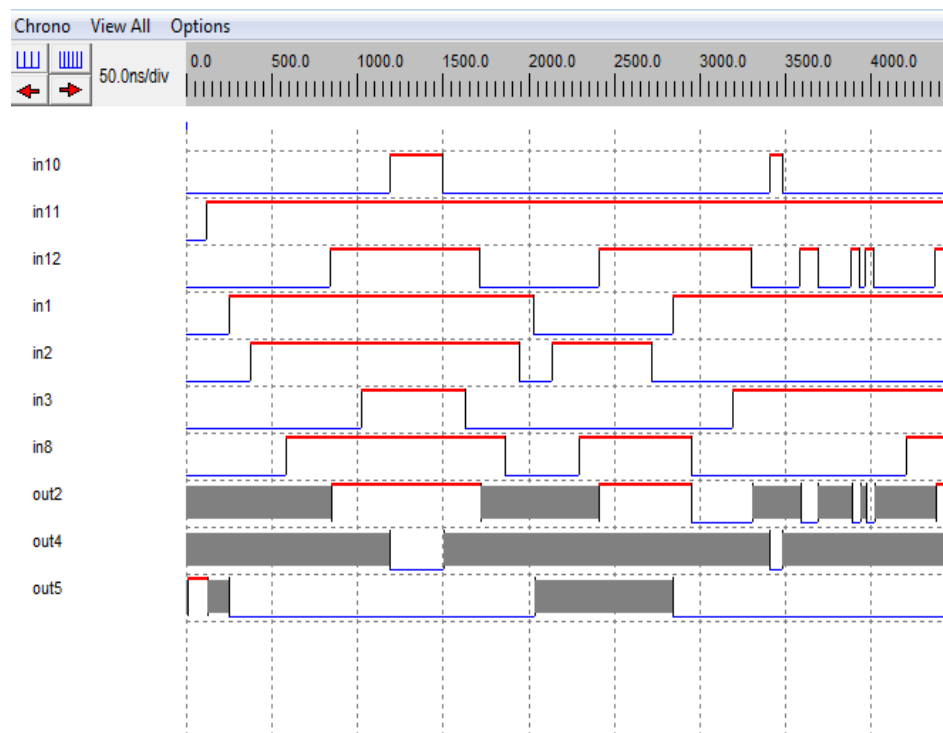 Chrono View All Options
50.0ns/div
0.0 500.0 1000.0 1500.0 2000.0 2500.0 3000.0 3500.0 4000.0
in10
in11
in12
in1
in2
in3
in8
out2
out4
out5